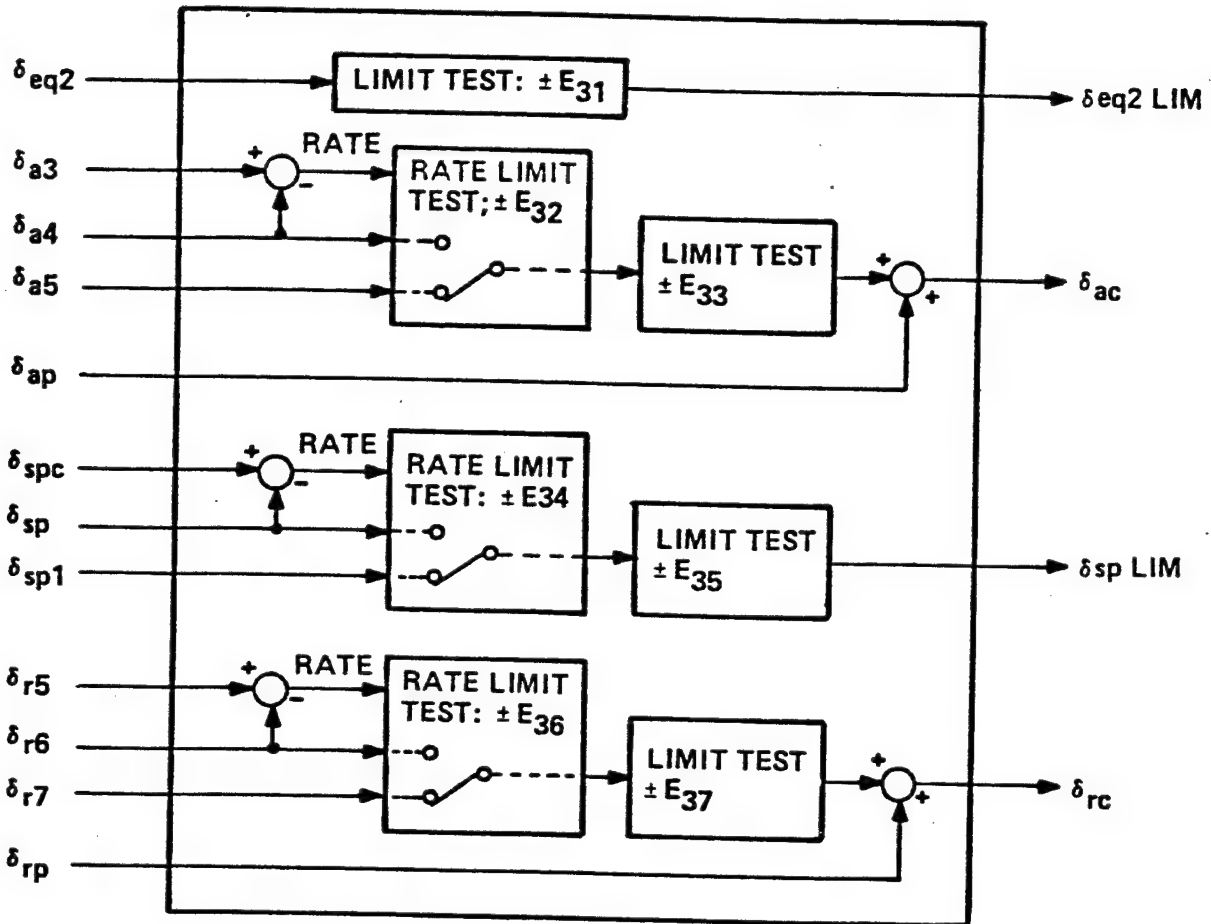 δeq2
LIMIT TEST: ± E31
δeq2 LIM
δa3
+
RATE
-
RATE LIMIT
TEST; ± E32
δa4
δa5
LIMIT TEST
± E33
+
+
δac
δap
δspc
+
RATE
-
RATE LIMIT
TEST: ± E34
δsp
δsp1
LIMIT TEST
± E35
δsp LIM
δr5
+
RATE
-
RATE LIMIT
TEST: ± E36
δr6
δr7
LIMIT TEST
± E37
+
+
δrc
δrp